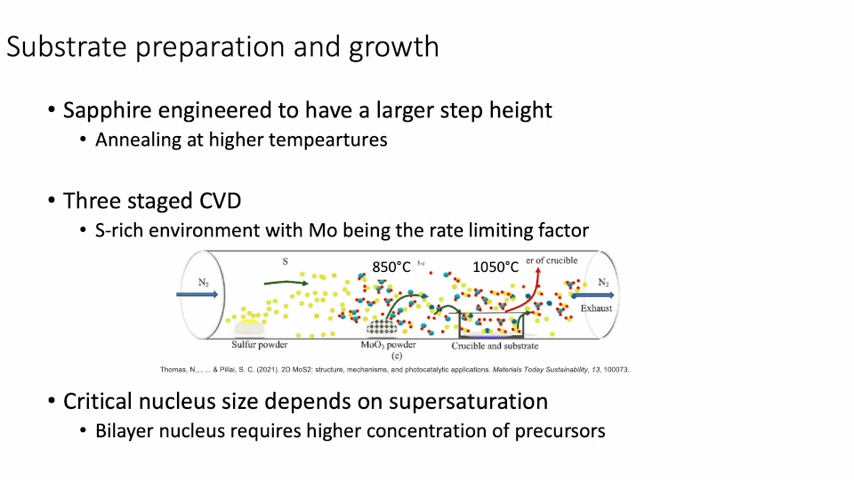 Substrate preparation and growth
• Sapphire engineered to have a larger step height
• Annealing at higher tempeartures
• Three staged CVD
• S-rich environment with Mo being the rate limiting factor
S
850°C
1050°C
er of crucible
N₂
N₂
Exhaust
Sulfur powder
MoO₃ powder
Crucible and substrate
(c)
Thomas, N.,.. ... & Pillai, S. C. (2021). 2D MoS2: structure, mechanisms, and photocatalytic applications. Materials Today Sustainability, 13, 100073.
• Critical nucleus size depends on supersaturation
• Bilayer nucleus requires higher concentration of precursors